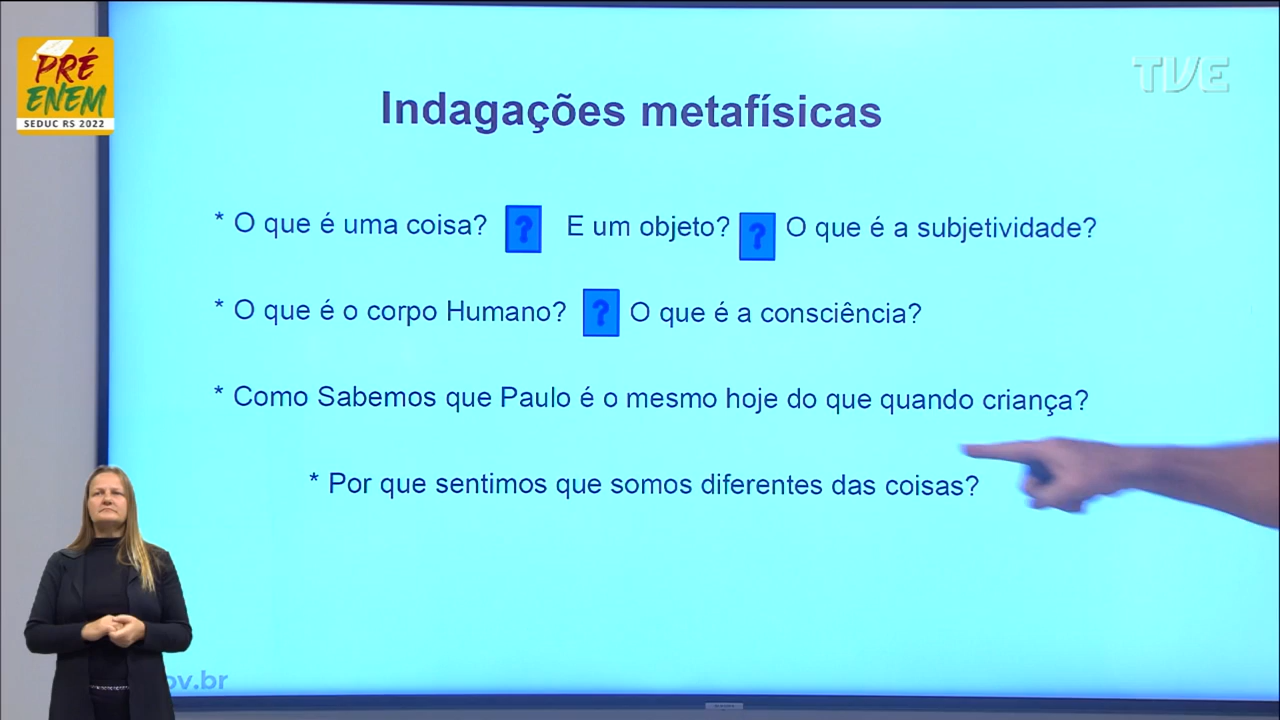 PRÉ
ENEM
SEDUC RS 2022
TVE
Indagações metafísicas
* O que é uma coisa? ? E um objeto? ? O que é a subjetividade?
* O que é o corpo Humano? ? O que é a consciência?
* Como Sabemos que Paulo é o mesmo hoje do que quando criança?
* Por que sentimos que somos diferentes das coisas?
ov.br